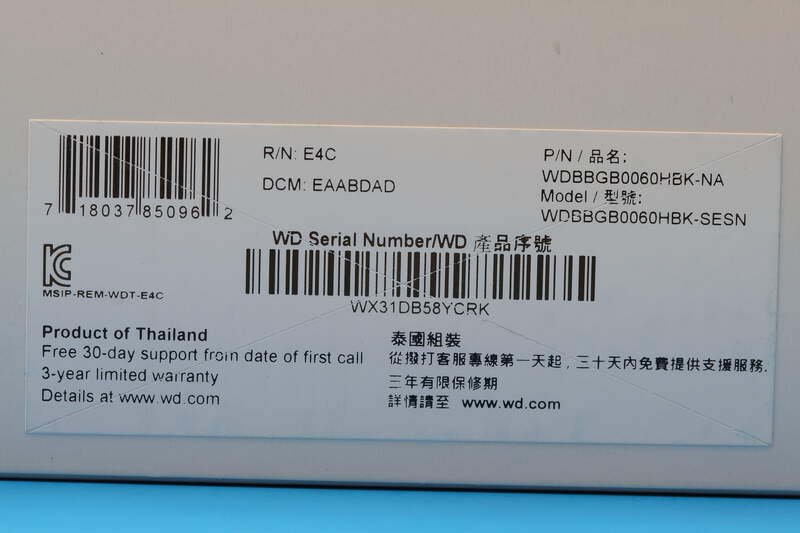 7 18037 85096 2
R/N: E4C
DCM: EAABDAD
P/N / 品名:
WDBBGB0060HBK-NA
Model / 型號:
WDBBGB0060HBK-SESN
WD Serial Number/WD 產品序號
WX31DB58YCRK
MSIP-REM-WDT-E4C
Product of Thailand
Free 30-day support from date of first call
3-year limited warranty
Details at www.wd.com
泰國組裝
從撥打客服專線第一天起, 三十天內免費提供支援服務.
三年有限保修期
詳情請至 www.wd.com